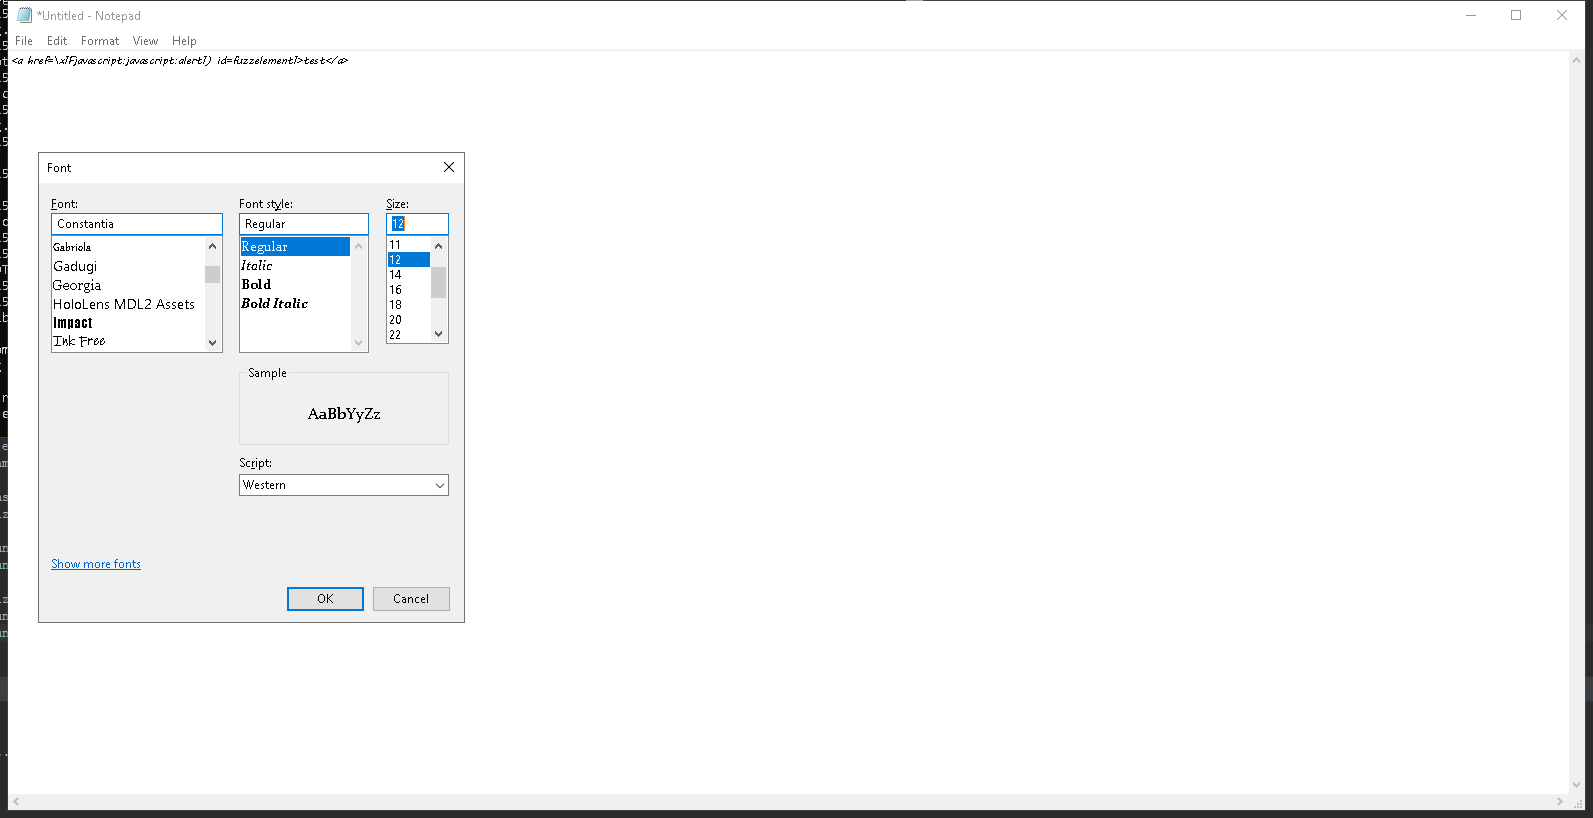 *Untitled - Notepad
File Edit Format View Help
<a href=\x1Fjavascript:javascript:alert1) id=fuzzelement1>test</a>
Font
Font:
Font style:
Size:
Constantia
Regular
12
Gabriola
Gadugi
Georgia
HoloLens MDL2 Assets
Impact
Ink Free
Regular
Italic
Bold
Bold Italic
11
12
14
16
18
20
22
Sample
AaBbYyZz
Script:
Western
Show more fonts
OK
Cancel